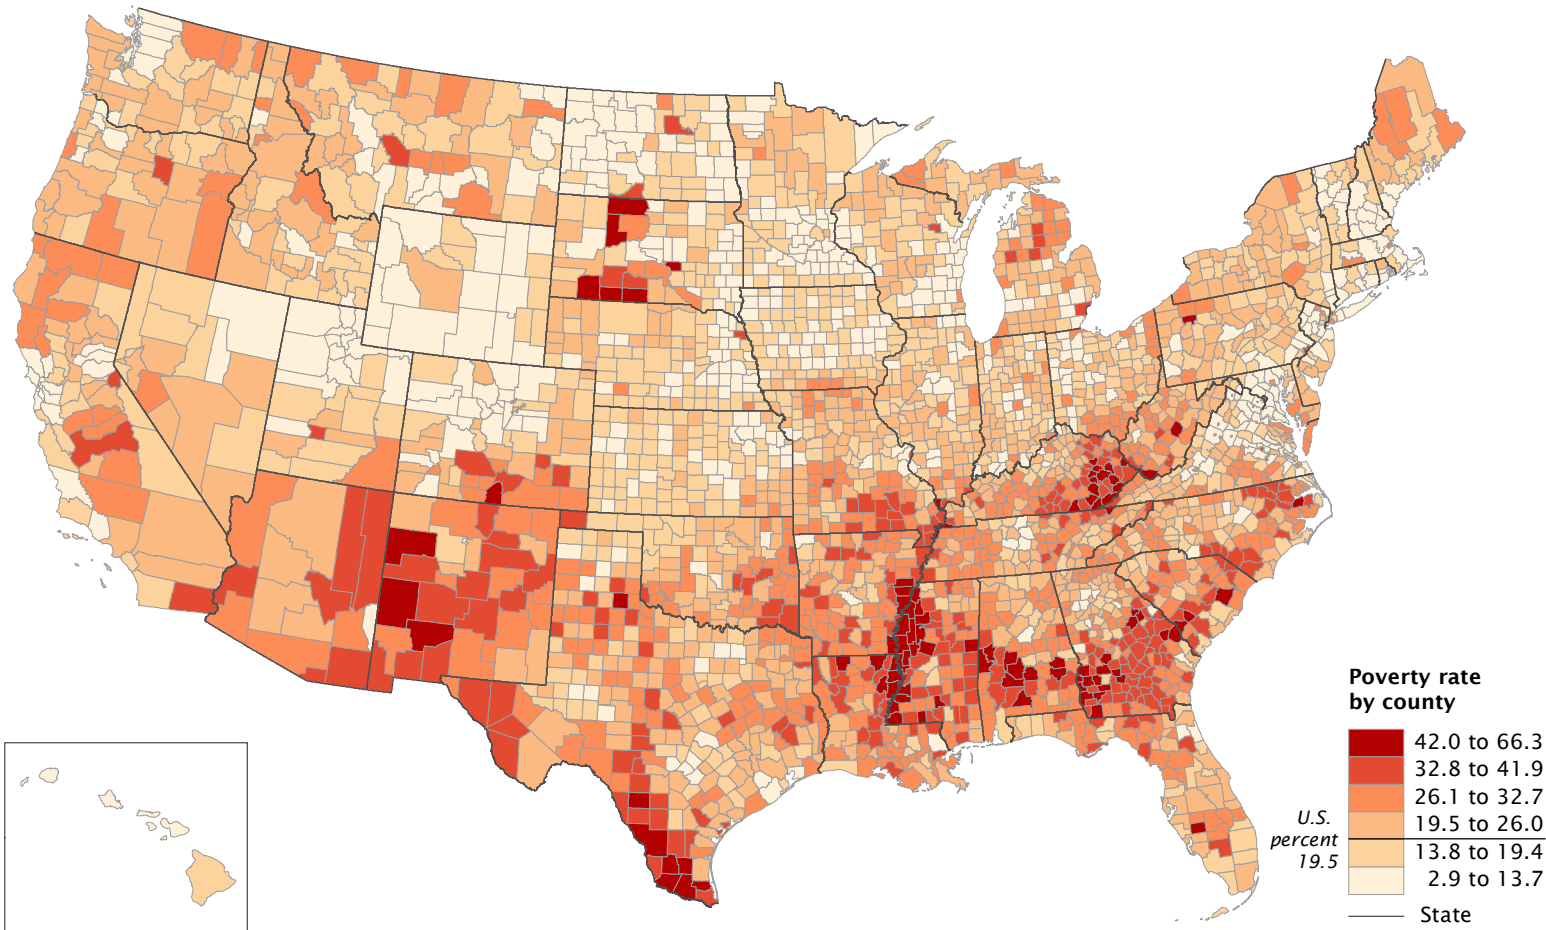 Poverty rate
by county
42.0 to 66.3
32.8 to 41.9
26.1 to 32.7
19.5 to 26.0
13.8 to 19.4
2.9 to 13.7
U.S.
percent
19.5
State